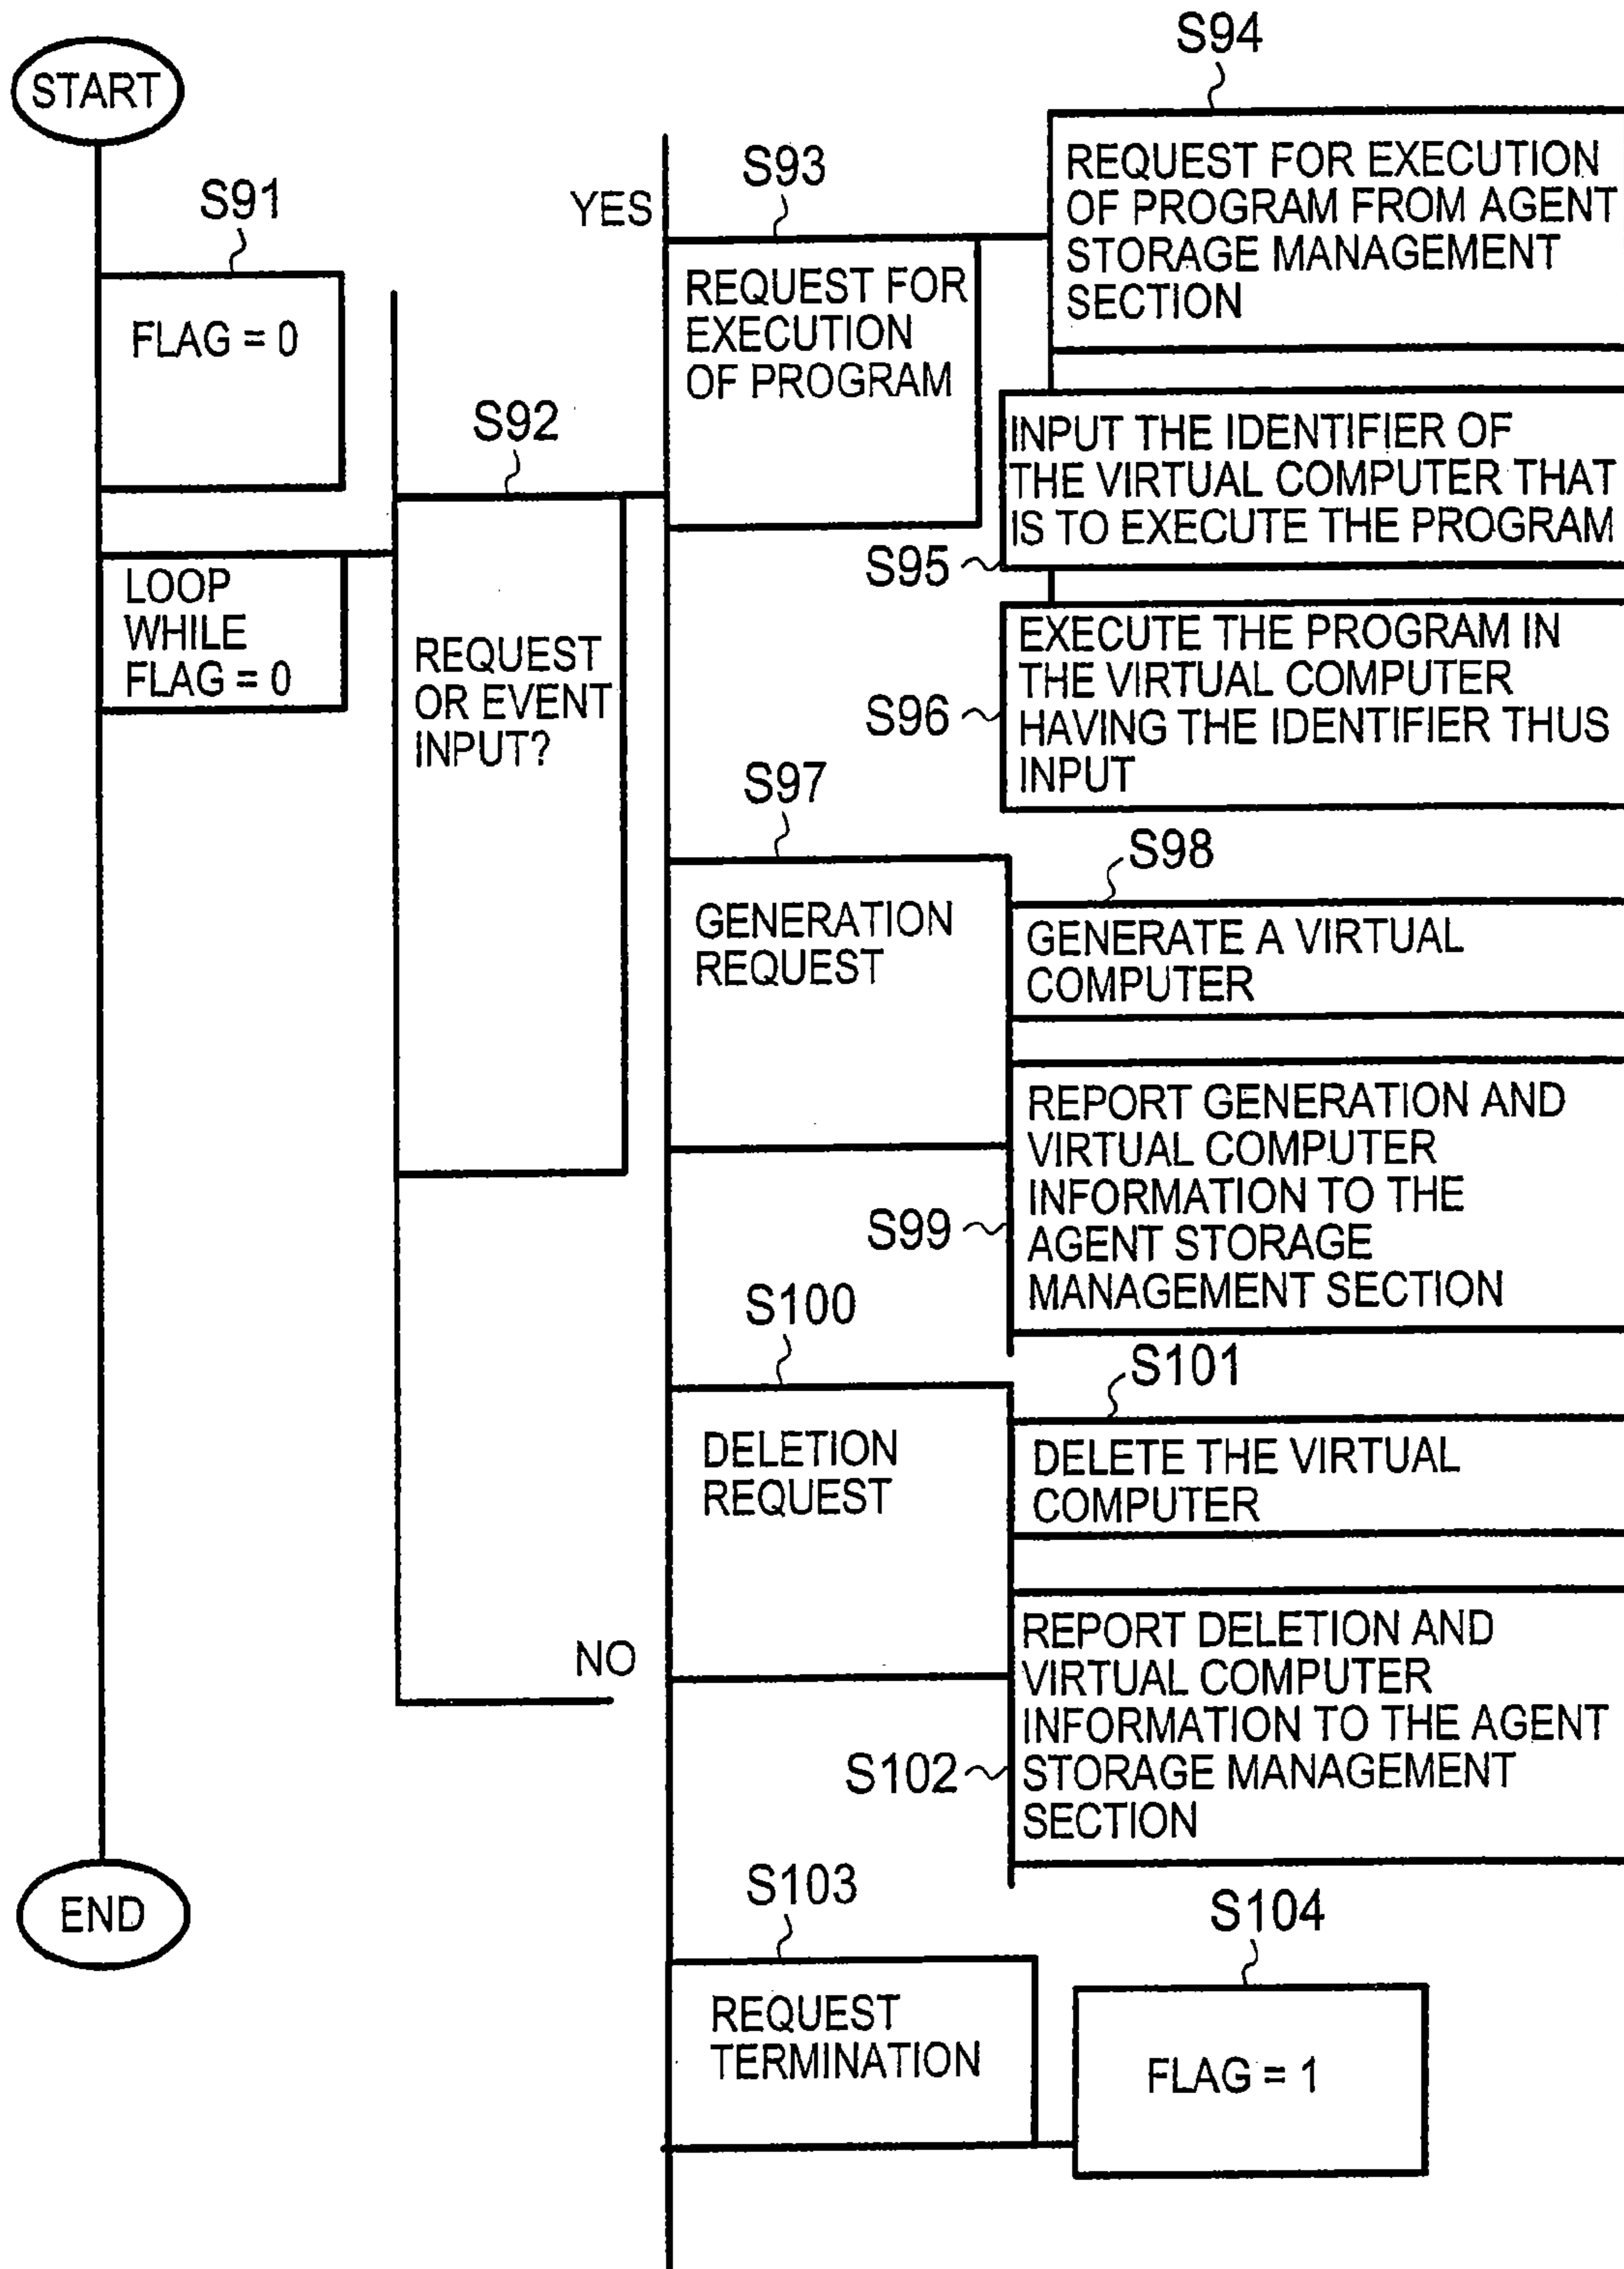 START
S91
FLAG = 0
LOOP
WHILE
FLAG = 0
S92
REQUEST
OR EVENT
INPUT?
YES
NO
S93
REQUEST FOR
EXECUTION
OF PROGRAM
S94
REQUEST FOR EXECUTION
OF PROGRAM FROM AGENT
STORAGE MANAGEMENT
SECTION
S95
INPUT THE IDENTIFIER OF
THE VIRTUAL COMPUTER THAT
IS TO EXECUTE THE PROGRAM
S96
EXECUTE THE PROGRAM IN
THE VIRTUAL COMPUTER
HAVING THE IDENTIFIER THUS
INPUT
S97
GENERATION
REQUEST
S98
GENERATE A VIRTUAL
COMPUTER
S99
REPORT GENERATION AND
VIRTUAL COMPUTER
INFORMATION TO THE
AGENT STORAGE
MANAGEMENT SECTION
S100
DELETION
REQUEST
S101
DELETE THE VIRTUAL
COMPUTER
S102
REPORT DELETION AND
VIRTUAL COMPUTER
INFORMATION TO THE AGENT
STORAGE MANAGEMENT
SECTION
S103
REQUEST
TERMINATION
S104
FLAG = 1
END